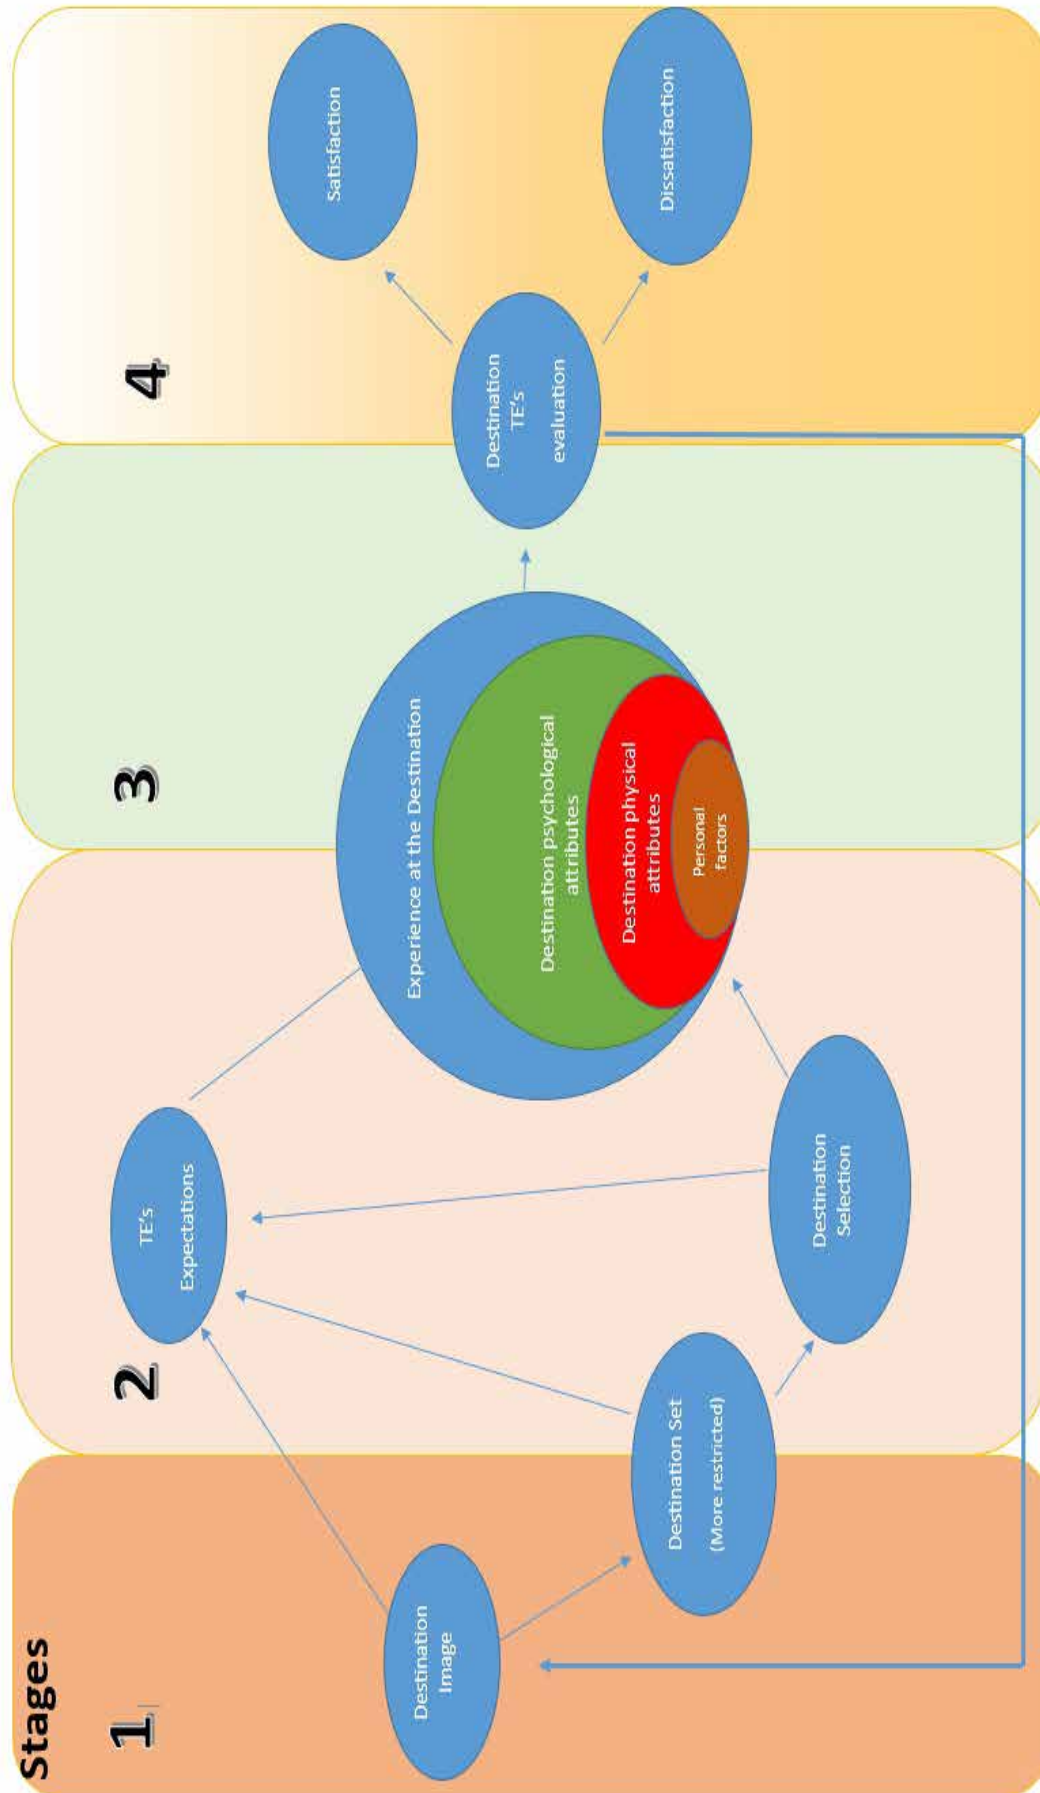 Stages
1
2
3
4
Destination
Image
Destination Set
(More restricted)
TE's
Expectations
Destination
Selection
Experience at the Destination
Destination psychological
attributes
Destination physical
attributes
Personal
factors
Destination
TE's
evaluation
Satisfaction
Dissatisfaction